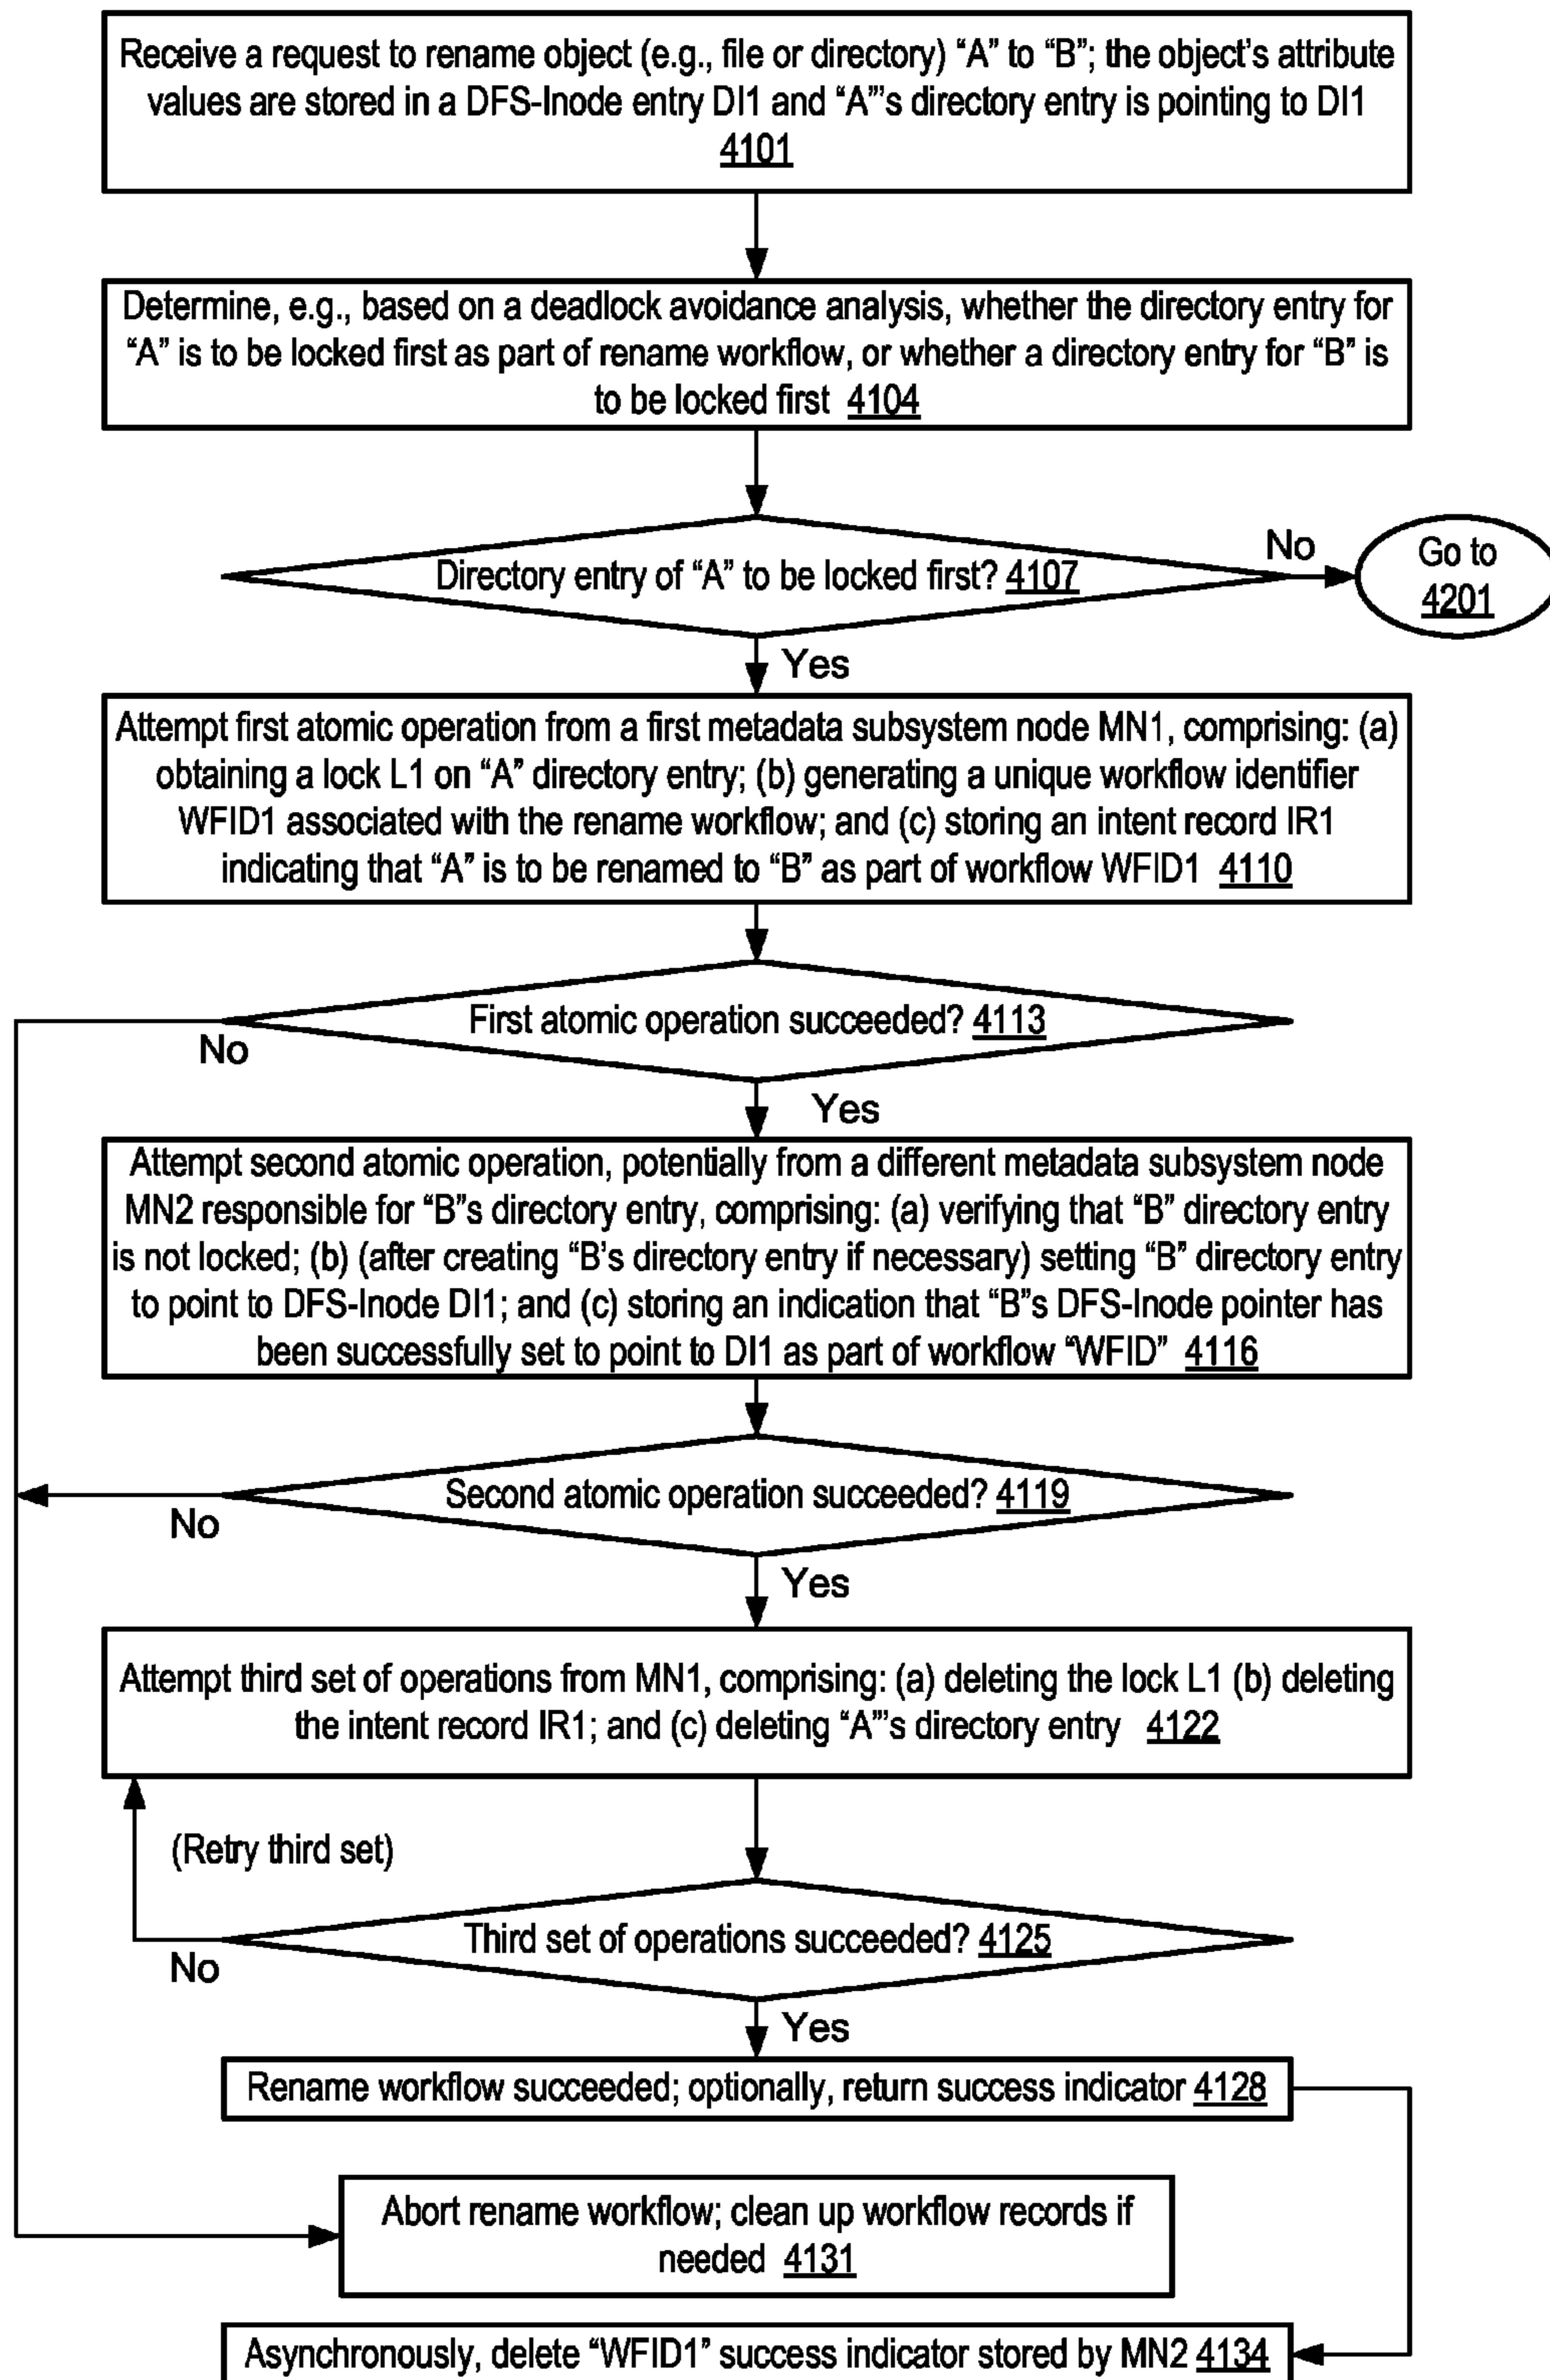 Receive a request to rename object (e.g., file or directory) “A” to “B”; the object’s attribute
values are stored in a DFS-Inode entry DI1 and “A”’s directory entry is pointing to DI1
4101
Determine, e.g., based on a deadlock avoidance analysis, whether the directory entry for
“A” is to be locked first as part of rename workflow, or whether a directory entry for “B” is
to be locked first 4104
Directory entry of “A” to be locked first? 4107
No
Go to
4201
Yes
Attempt first atomic operation from a first metadata subsystem node MN1, comprising: (a)
obtaining a lock L1 on “A” directory entry; (b) generating a unique workflow identifier
WFID1 associated with the rename workflow; and (c) storing an intent record IR1
indicating that “A” is to be renamed to “B” as part of workflow WFID1 4110
First atomic operation succeeded? 4113
No
Yes
Attempt second atomic operation, potentially from a different metadata subsystem node
MN2 responsible for “B”s directory entry, comprising: (a) verifying that “B” directory entry
is not locked; (b) (after creating “B’s directory entry if necessary) setting “B” directory entry
to point to DFS-Inode DI1; and (c) storing an indication that “B”s DFS-Inode pointer has
been successfully set to point to DI1 as part of workflow “WFID” 4116
Second atomic operation succeeded? 4119
No
Yes
Attempt third set of operations from MN1, comprising: (a) deleting the lock L1 (b) deleting
the intent record IR1; and (c) deleting “A”’s directory entry 4122
(Retry third set)
Third set of operations succeeded? 4125
No
Yes
Rename workflow succeeded; optionally, return success indicator 4128
Abort rename workflow; clean up workflow records if
needed 4131
Asynchronously, delete “WFID1” success indicator stored by MN2 4134